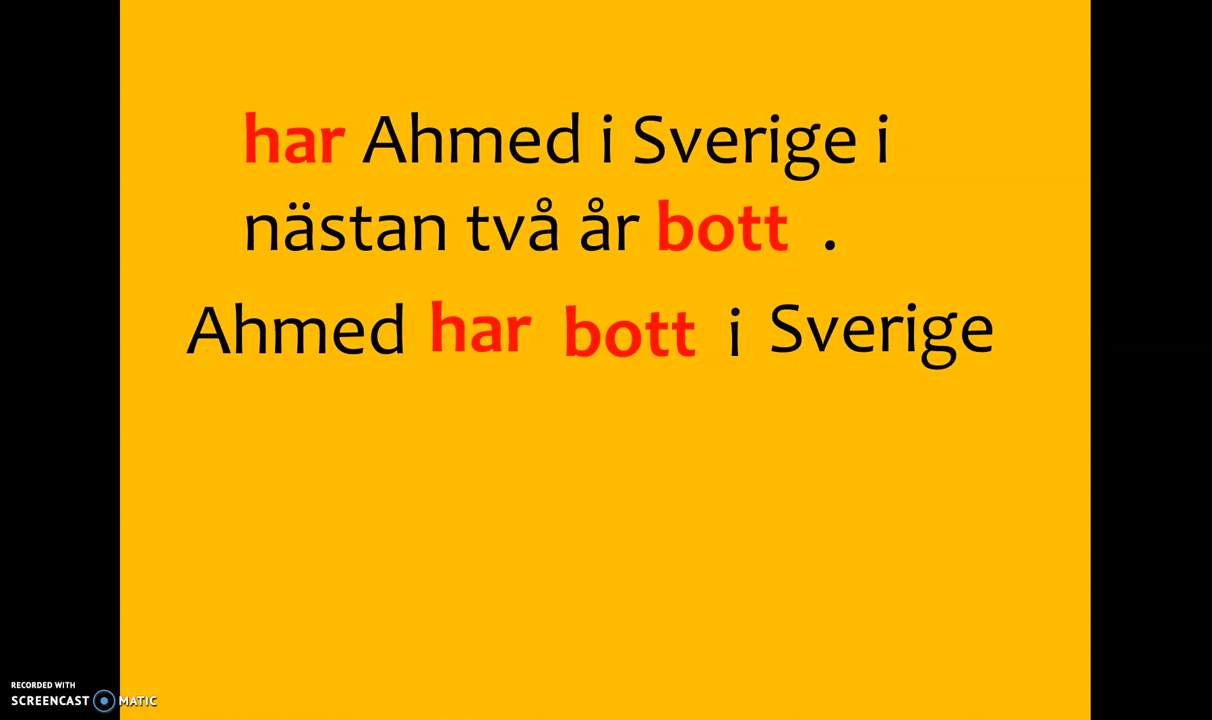 har Ahmed i Sverige i
nästan två år bott .
Ahmed har bott i Sverige
RECORDED WITH
SCREENCAST MATIC